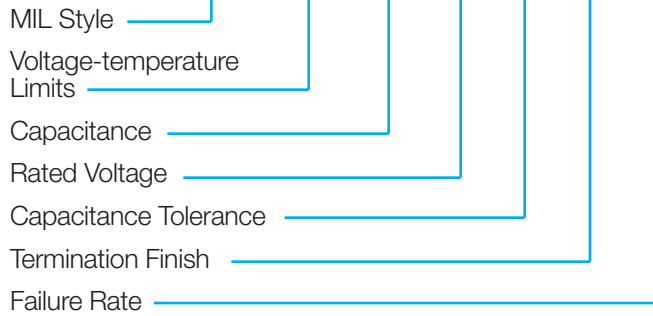 MIL Style
Voltage-temperature
Limits
Capacitance
Rated Voltage
Capacitance Tolerance
Termination Finish
Failure Rate